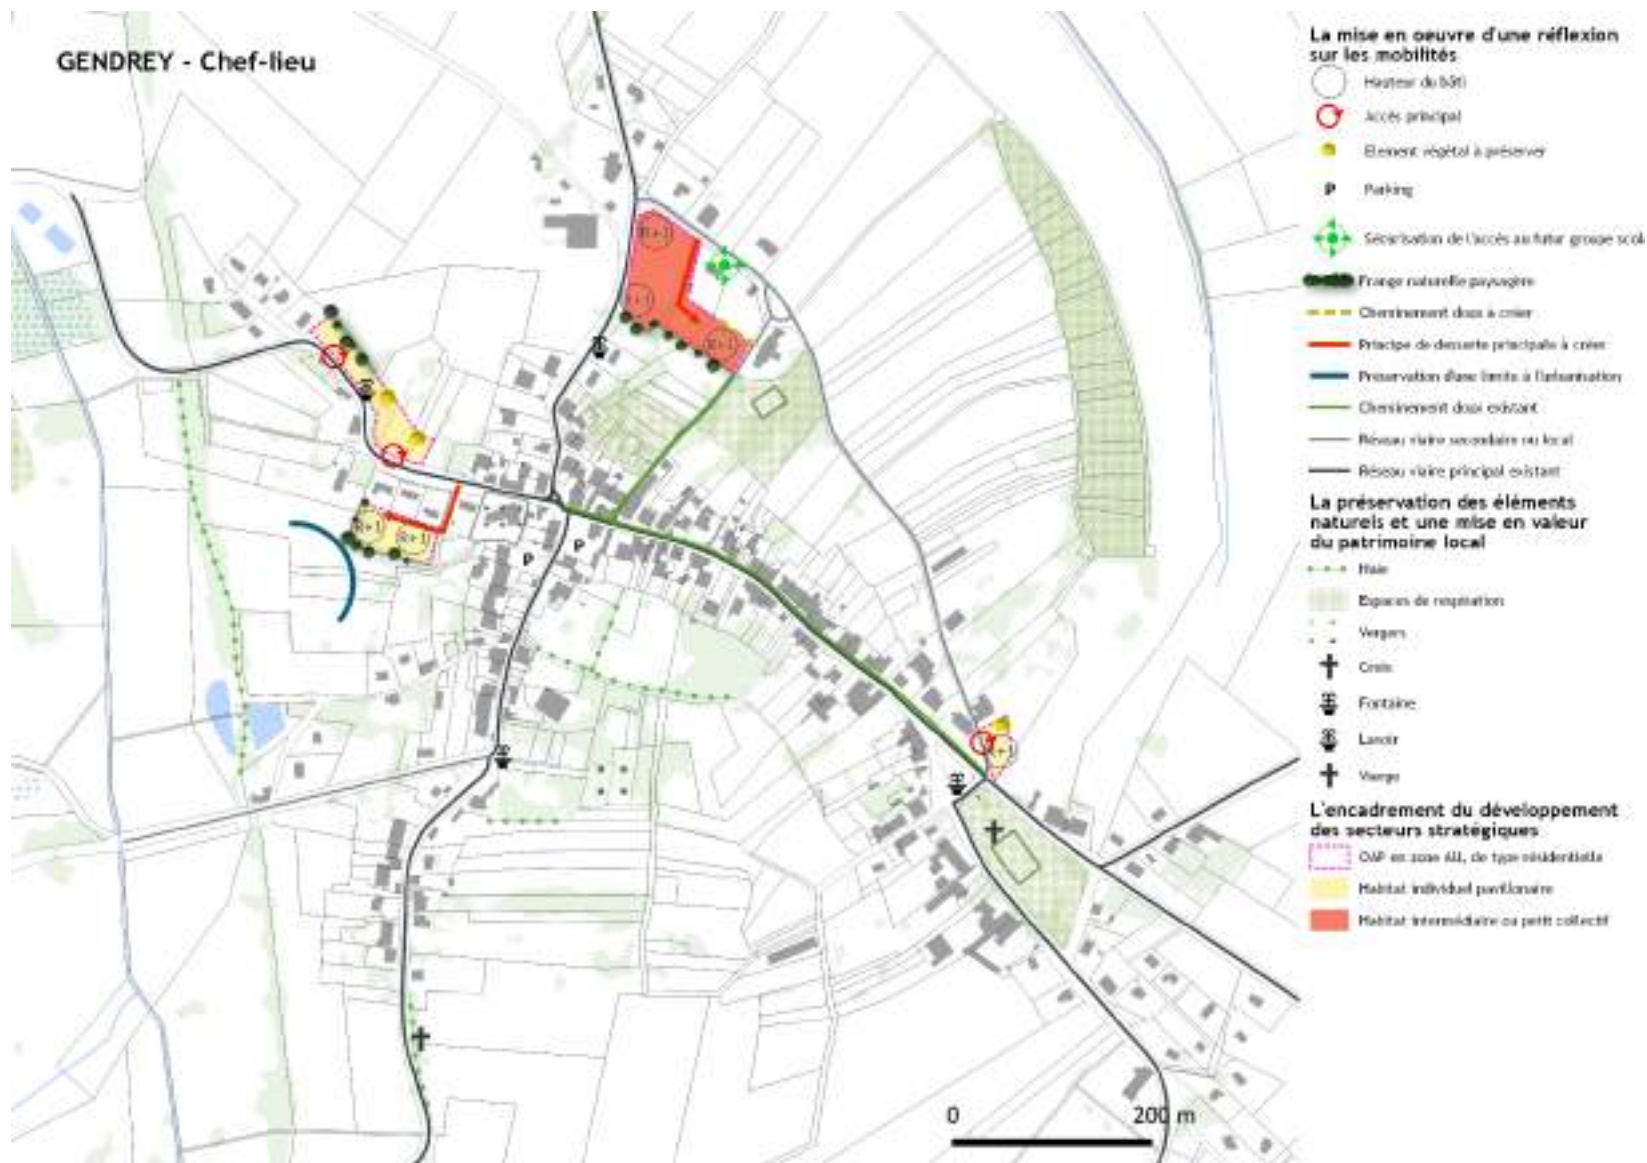 GENDREY - Chef-lieu
La mise en oeuvre d'une réflexion
sur les mobilités
Hauteur du bâti
Accès principal
Elément végétal à préserver
P Parking
Sécurisation de l'accès au futur groupe scol
Frange naturelle paysagère
Cheminement doux à créer
Principe de desserte principale à créer
Préservation d'une limite à l'urbanisation
Cheminement doux existant
Réseau viaire secondaire ou local
Réseau viaire principal existant
La préservation des éléments
naturels et une mise en valeur
du patrimoine local
Haie
Espaces de respiration
Vergers
Croix
Fontaine
Lavoir
Vierge
L'encadrement du développement
des secteurs stratégiques
OAP en zone AU, de type résidentielle
Habitat individuel pavillonaire
Habitat intermédiaire ou petit collectif
R+1
P
P
0 200 m